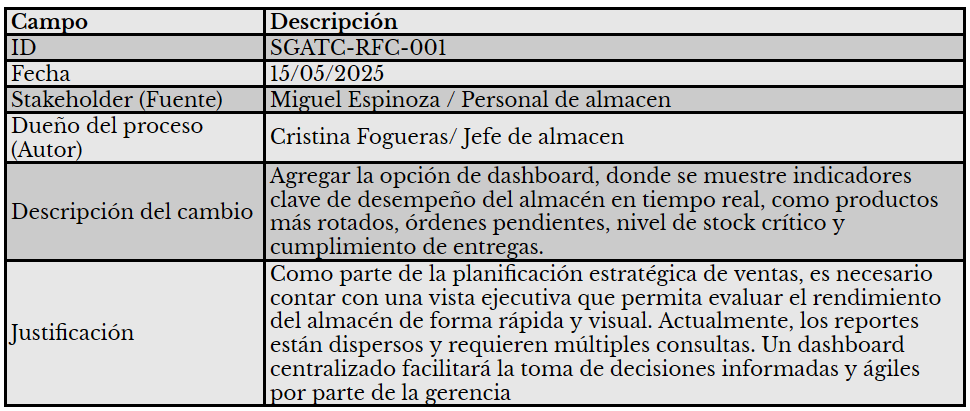 Campo Descripción
ID SGATC-RFC-001
Fecha 15/05/2025
Stakeholder (Fuente) Miguel Espinoza / Personal de almacen
Dueño del proceso
(Autor)
Cristina Fogueras/ Jefe de almacen
Descripción del cambio
Agregar la opción de dashboard, donde se muestre indicadores
clave de desempeño del almacén en tiempo real, como productos
más rotados, órdenes pendientes, nivel de stock crítico y
cumplimiento de entregas.
Justificación
Como parte de la planificación estratégica de ventas, es necesario
contar con una vista ejecutiva que permita evaluar el rendimiento
del almacén de forma rápida y visual. Actualmente, los reportes
están dispersos y requieren múltiples consultas. Un dashboard
centralizado facilitará la toma de decisiones informadas y ágiles
por parte de la gerencia